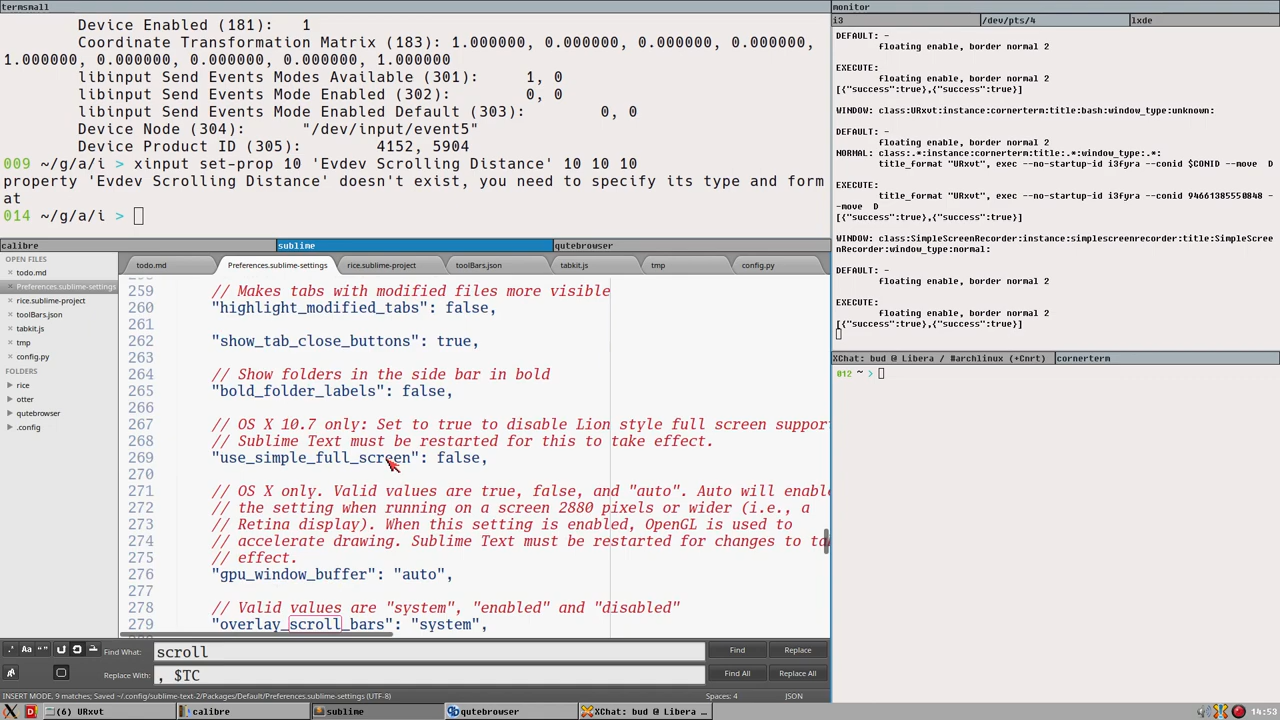 termsmall
Device Enabled (181):   1
Coordinate Transformation Matrix (183): 1.000000, 0.000000, 0.000000, 0.000000,
1.000000, 0.000000, 0.000000, 0.000000, 1.000000
libinput Send Events Modes Available (301):     1, 0
libinput Send Events Mode Enabled (302):        0, 0
libinput Send Events Mode Enabled Default (303):        0, 0
Device Node (304):      "/dev/input/event5"
Device Product ID (305):        4152, 5904
009 ~/g/a/i > xinput set-prop 10 'Evdev Scrolling Distance' 10 10 10
property 'Evdev Scrolling Distance' doesn't exist, you need to specify its type and form
at
014 ~/g/a/i >
calibre
sublime
qutebrowser
OPEN FILES
todo.md
Preferences.sublime-settings
rice.sublime-project
toolBars.json
tabkit.js
tmp
config.py
FOLDERS
rice
otter
qutebrowser
.config
todo.md
Preferences.sublime-settings
rice.sublime-project
toolBars.json
tabkit.js
tmp
config.py
259 // Makes tabs with modified files more visible
260 "highlight_modified_tabs": false,
261
262 "show_tab_close_buttons": true,
263
264 // Show folders in the side bar in bold
265 "bold_folder_labels": false,
266
267 // OS X 10.7 only: Set to true to disable Lion style full screen suppor
268 // Sublime Text must be restarted for this to take effect.
269 "use_simple_full_screen": false,
270
271 // OS X only. Valid values are true, false, and "auto". Auto will enabl
272 // the setting when running on a screen 2880 pixels or wider (i.e., a
273 // Retina display). When this setting is enabled, OpenGL is used to
274 // accelerate drawing. Sublime Text must be restarted for changes to ta
275 // effect.
276 "gpu_window_buffer": "auto",
277
278 // Valid values are "system", "enabled" and "disabled"
279 "overlay_scroll_bars": "system",
.* Aa "" Find What: scroll Find Replace
Replace With: , $TC Find All Replace All
INSERT MODE, 9 matches; Saved ~/.config/sublime-text-2/Packages/Default/Preferences.sublime-settings (UTF-8) Spaces: 4 JSON
monitor
i3
/dev/pts/4
lxde
DEFAULT: -
floating enable, border normal 2
EXECUTE:
floating enable, border normal 2
[{"success":true},{"success":true}]
WINDOW: class:URxvt:instance:cornerterm:title:bash:window_type:unknown:
DEFAULT: -
NORMAL: class:.*:instance:cornerterm:title:.*:window_type:.*:
title_format "URxvt", exec --no-startup-id i3fyra --conid $CONID --move  D
EXECUTE:
title_format "URxvt", exec --no-startup-id i3fyra --conid 94661385550848 -
-move  D
[{"success":true},{"success":true}]
WINDOW: class:SimpleScreenRecorder:instance:simplescreenrecorder:title:SimpleScree
nRecorder:window_type:normal:
DEFAULT: -
floating enable, border normal 2
EXECUTE:
floating enable, border normal 2
[{"success":true},{"success":true}]
XChat: bud @ Libera / #archlinux (+Cnrt)
cornerterm
012 ~ >
(6) URxvt
calibre
sublime
qutebrowser
XChat: bud @ Libera ...
14:53